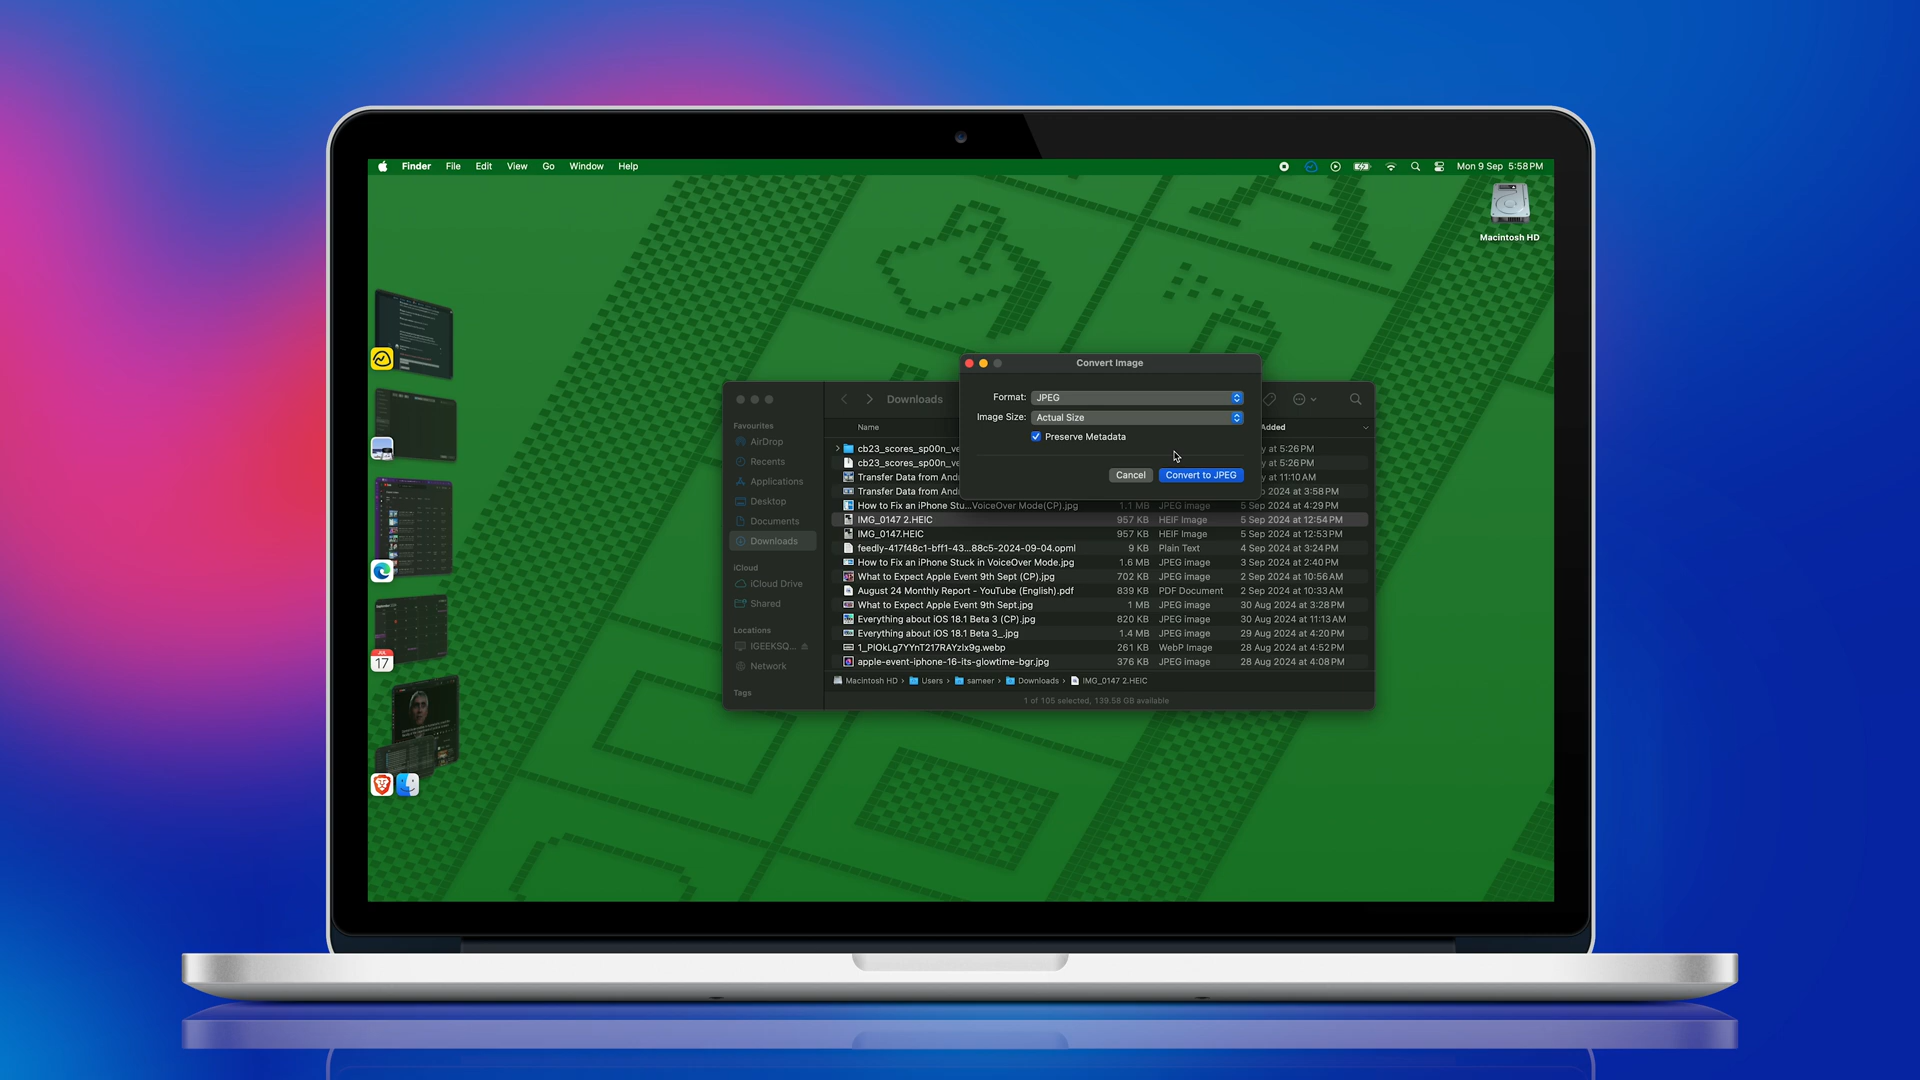 Finder File Edit View Go Window Help Mon 9 Sep 5:58 PM
Macintosh HD
Convert Image
Format: JPEG
Image Size: Actual Size
Preserve Metadata
Cancel Convert to JPEG
Downloads
Favourites
AirDrop
Recents
Applications
Desktop
Documents
Downloads
iCloud
iCloud Drive
Shared
Locations
IGEEKSQ...
Network
Tags
Name Added
cb23_scores_sp00n_ve y at 5:26 PM
cb23_scores_sp00n_ve y at 5:26 PM
Transfer Data from And y at 11:10 AM
Transfer Data from And 2024 at 3:58 PM
How to Fix an iPhone Stu...VoiceOver Mode(CP).jpg 1.1 MB JPEG image 5 Sep 2024 at 4:29 PM
IMG_0147 2.HEIC 957 KB HEIF Image 5 Sep 2024 at 12:54 PM
IMG_0147.HEIC 957 KB HEIF Image 5 Sep 2024 at 12:53 PM
feedly-417f48c1-bff1-43...88c5-2024-09-04.opml 9 KB Plain Text 4 Sep 2024 at 3:24 PM
How to Fix an iPhone Stuck in VoiceOver Mode.jpg 1.6 MB JPEG image 3 Sep 2024 at 2:40 PM
What to Expect Apple Event 9th Sept (CP).jpg 702 KB JPEG image 2 Sep 2024 at 10:56 AM
August 24 Monthly Report - YouTube (English).pdf 839 KB PDF Document 2 Sep 2024 at 10:33 AM
What to Expect Apple Event 9th Sept.jpg 1 MB JPEG image 30 Aug 2024 at 3:28 PM
Everything about iOS 18.1 Beta 3 (CP).jpg 820 KB JPEG image 30 Aug 2024 at 11:13 AM
Everything about iOS 18.1 Beta 3_.jpg 1.4 MB JPEG image 29 Aug 2024 at 4:20 PM
1_PIOkLg7YYnT217RAYzlx9g.webp 261 KB WebP Image 28 Aug 2024 at 4:52 PM
apple-event-iphone-16-its-glowtime-bgr.jpg 376 KB JPEG image 28 Aug 2024 at 4:08 PM
Macintosh HD › Users › sameer › Downloads › IMG_0147 2.HEIC
1 of 105 selected, 139.58 GB available
JUL
17